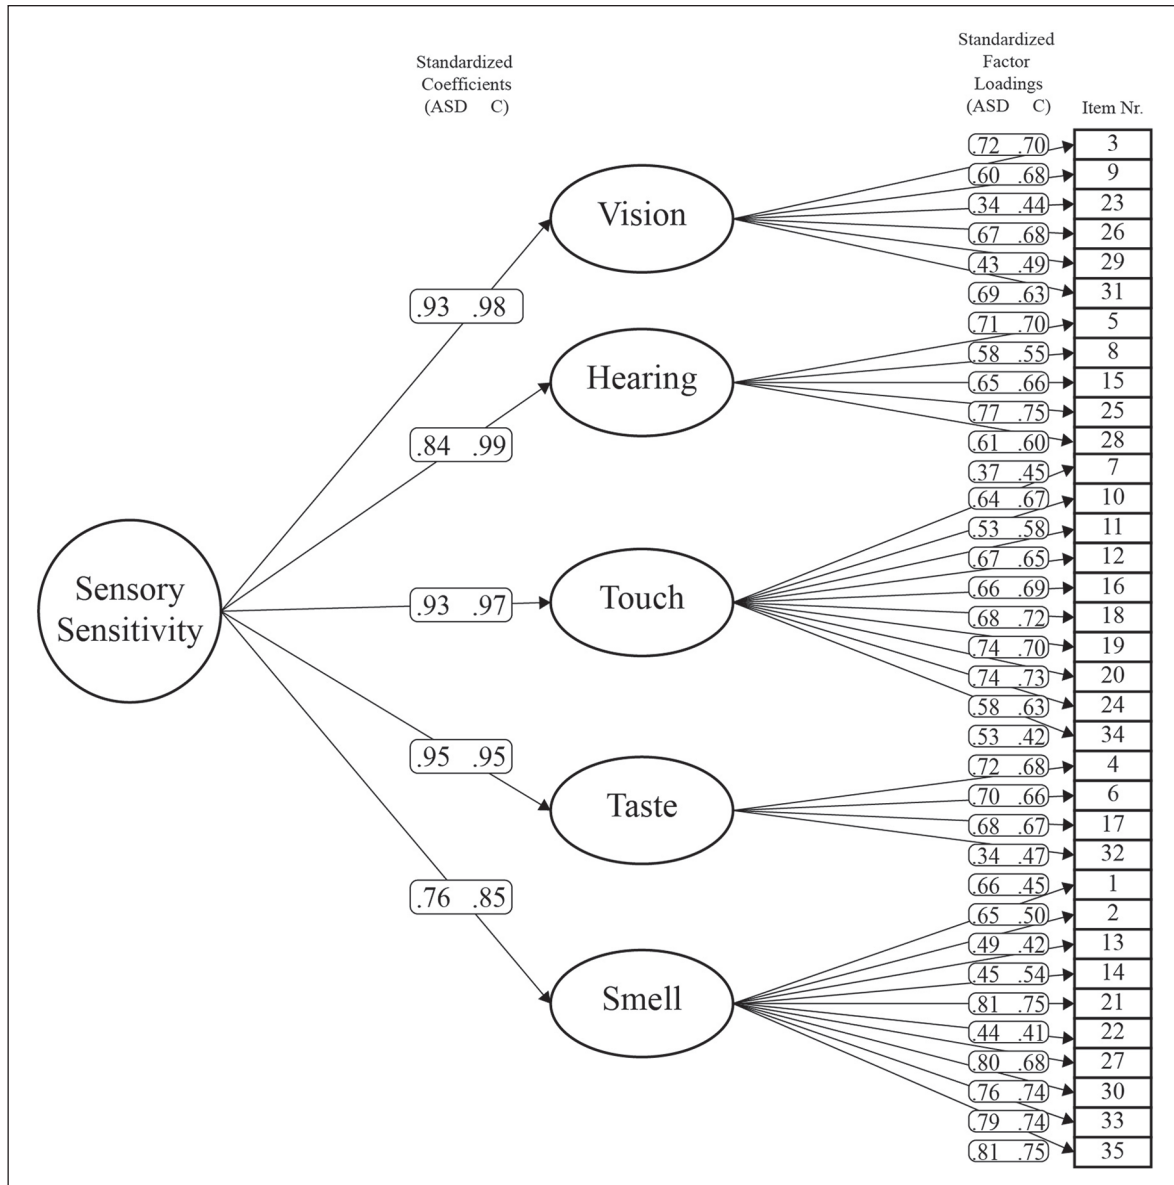 Standardized
Coefficients
(ASD C)
Standardized
Factor
Loadings
(ASD C)
Item Nr.
Sensory
Sensitivity
.93 .98
.84 .99
.93 .97
.95 .95
.76 .85
Vision
Hearing
Touch
Taste
Smell
.72 .70 3
.60 .68 9
.34 .44 23
.67 .68 26
.43 .49 29
.69 .63 31
.71 .70 5
.58 .55 8
.65 .66 15
.77 .75 25
.61 .60 28
.37 .45 7
.64 .67 10
.53 .58 11
.67 .65 12
.66 .69 16
.68 .72 18
.74 .70 19
.74 .73 20
.58 .63 24
.53 .42 34
.72 .68 4
.70 .66 6
.68 .67 17
.34 .47 32
.66 .45 1
.65 .50 2
.49 .42 13
.45 .54 14
.81 .75 21
.44 .41 22
.80 .68 27
.76 .74 30
.79 .74 33
.81 .75 35